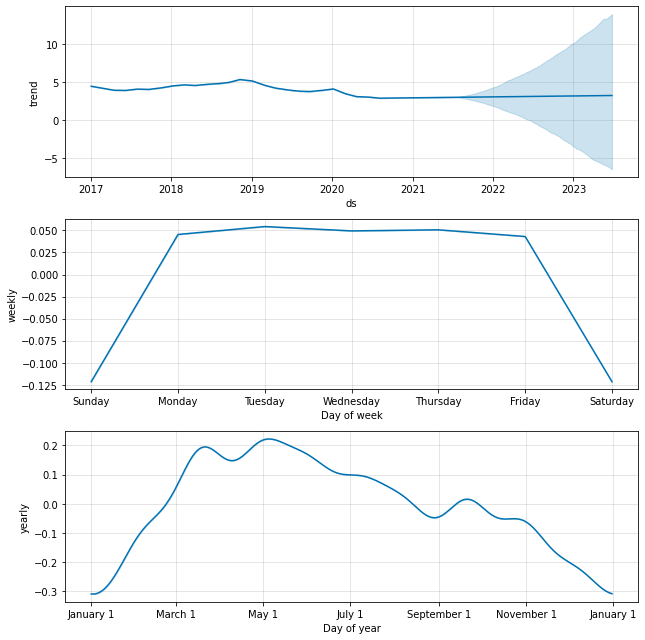 10
5
0
−5
trend
2017 2018 2019 2020 2021 2022 2023
ds
0.050
0.025
0.000
−0.025
−0.050
−0.075
−0.100
−0.125
weekly
Sunday Monday Tuesday Wednesday Thursday Friday Saturday
Day of week
0.2
0.1
0.0
−0.1
−0.2
−0.3
yearly
January 1 March 1 May 1 July 1 September 1 November 1 January 1
Day of year